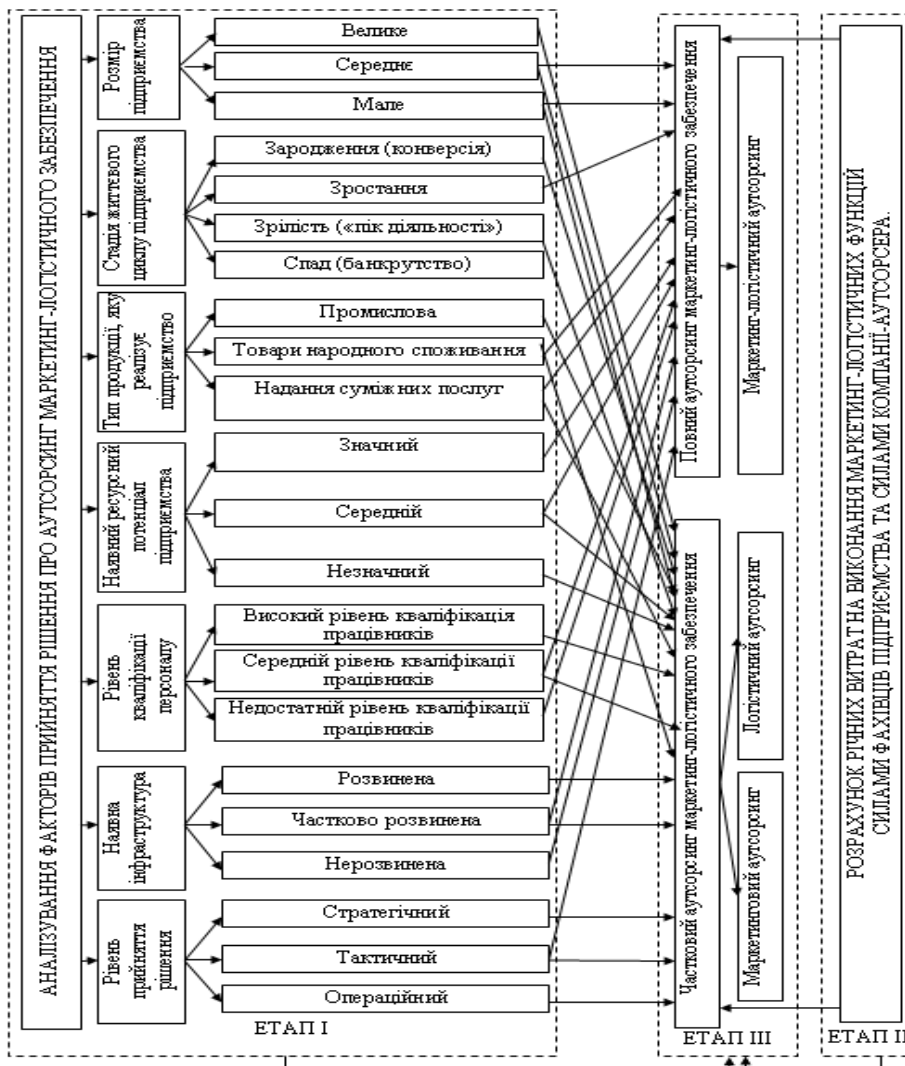 АНАЛІЗУВАННЯ ФАКТОРІВ ПРИЙНЯТТЯ РІШЕННЯ ПРО АУТСОРСИНГ МАРКЕТИНГ-ЛОГІСТИЧНОГО ЗАБЕЗПЕЧЕННЯ
Розмір
підприємства
Велике
Середнє
Мале
Стадія життєвого
циклу підприємства
Зародження (конверсія)
Зростання
Зрілість («пік діяльності»)
Спад (банкрутство)
Тип продукції, яку
реалізує
підприємство
Промислова
Товари народного споживання
Надання суміжних послуг
Наявний ресурсний
потенціал
підприємства
Значний
Середній
Незначний
Рівень
кваліфікації
персоналу
Високий рівень кваліфікація
працівників
Середній рівень кваліфікації
працівників
Недостатній рівень кваліфікації
працівників
Наявна
інфраструктура
Розвинена
Частково розвинена
Нерозвинена
Рівень
прийняття
рішення
Стратегічний
Тактичний
Операційний
ЕТАП І
Повний аутсорсинг маркетинг-логістичного забезпечення
Маркетинг-логістичний аутсорсинг
Частковий аутсорсинг маркетинг-логістичного забезпечення
Логістичний аутсорсинг
Маркетинговий аутсорсинг
ЕТАП ІІІ
РОЗРАХУНОК РІЧНИХ ВИТРАТ НА ВИКОНАННЯ МАРКЕТИНГ-ЛОГІСТИЧНИХ ФУНКЦІЙ
СИЛАМИ ФАХІВЦІВ ПІДПРИЄМСТВА ТА СИЛАМИ КОМПАНІЇ-АУТСОРСЕРА.
ЕТАП ІІ